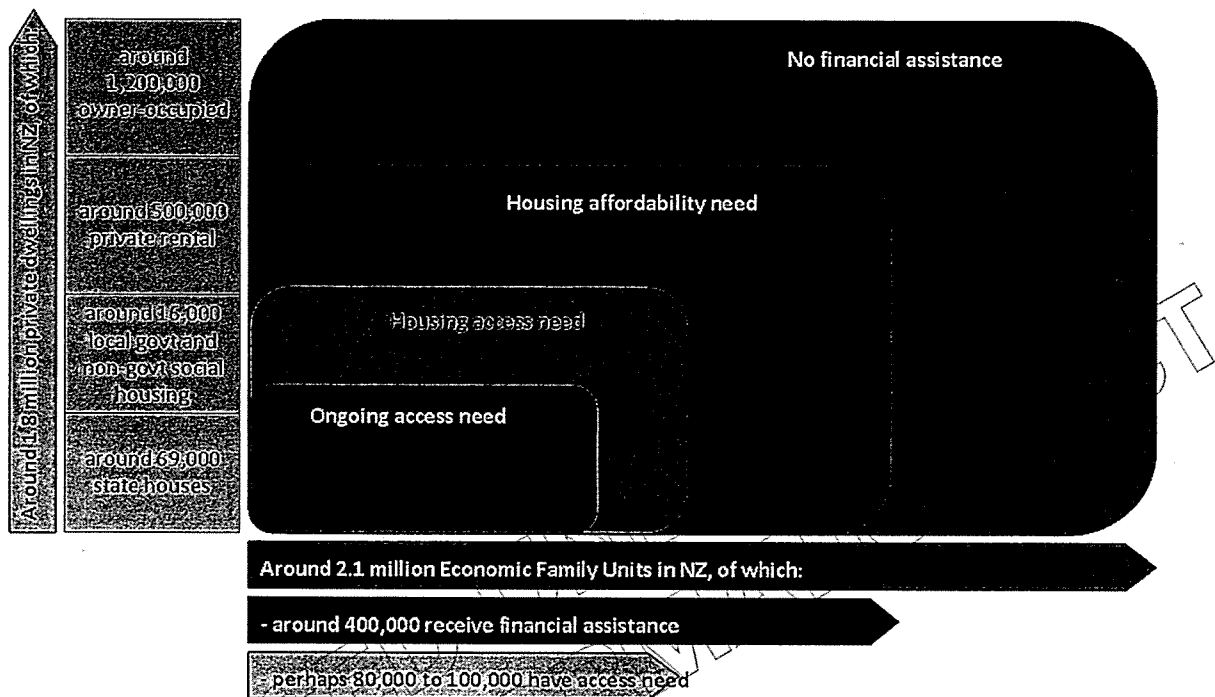 Around 1.8 million private dwellings in NZ, of which:
around
1,200,000
owner-occupied
around 500,000
private rental
around 16,000
local govt and
non-govt social
housing
around 69,000
state houses
No financial assistance
Housing affordability need
Housing access need
Ongoing access need
Around 2.1 million Economic Family Units in NZ, of which:
- around 400,000 receive financial assistance
- perhaps 80,000 to 100,000 have access need